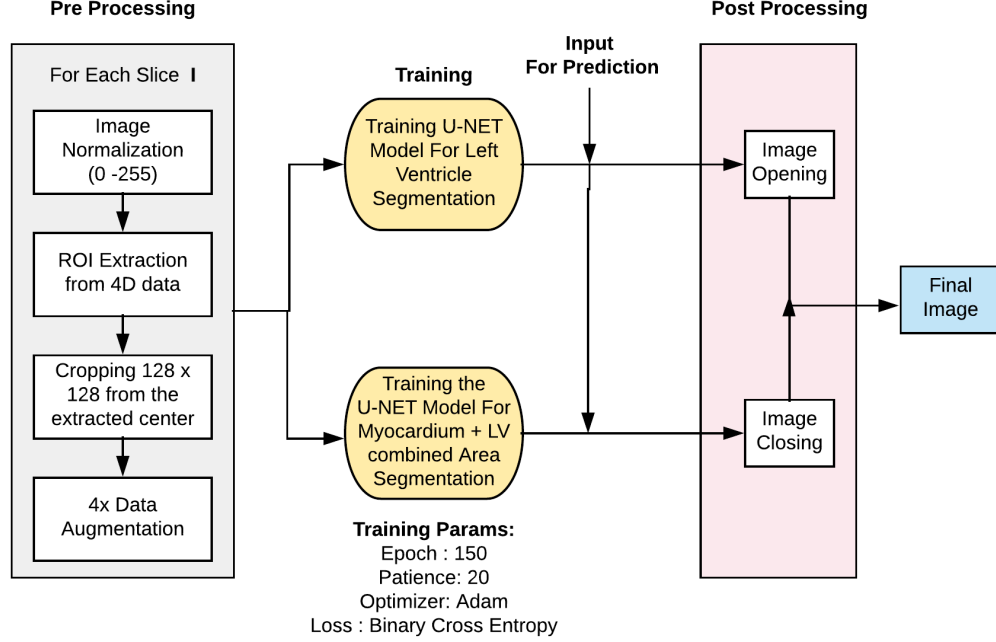 Pre Processing
For Each Slice I
Image
Normalization
(0 -255)
ROI Extraction
from 4D data
Cropping 128 x
128 from the
extracted center
4x Data
Augmentation
Training
Training U-NET
Model For Left
Ventricle
Segmentation
Training the
U-NET Model For
Myocardium + LV
combined Area
Segmentation
Training Params:
Epoch : 150
Patience: 20
Optimizer: Adam
Loss : Binary Cross Entropy
Input
For Prediction
Post Processing
Image
Opening
Image
Closing
Final
Image